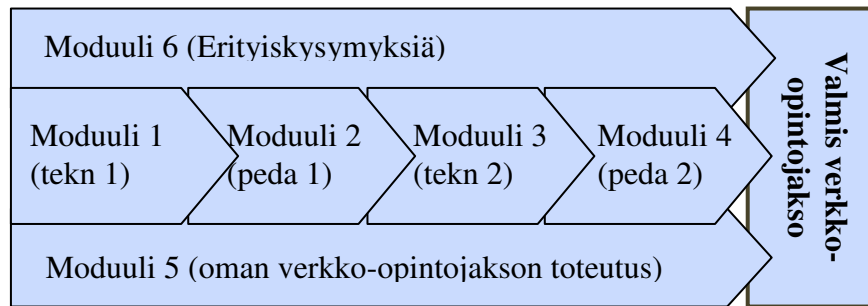 Moduuli 6 (Erityiskysymyksiä)
Moduuli 1
(tekn 1)
Moduuli 2
(peda 1)
Moduuli 3
(tekn 2)
Moduuli 4
(peda 2)
Moduuli 5 (oman verkko-opintojakson toteutus)
Valmis verkko-
opintojakso